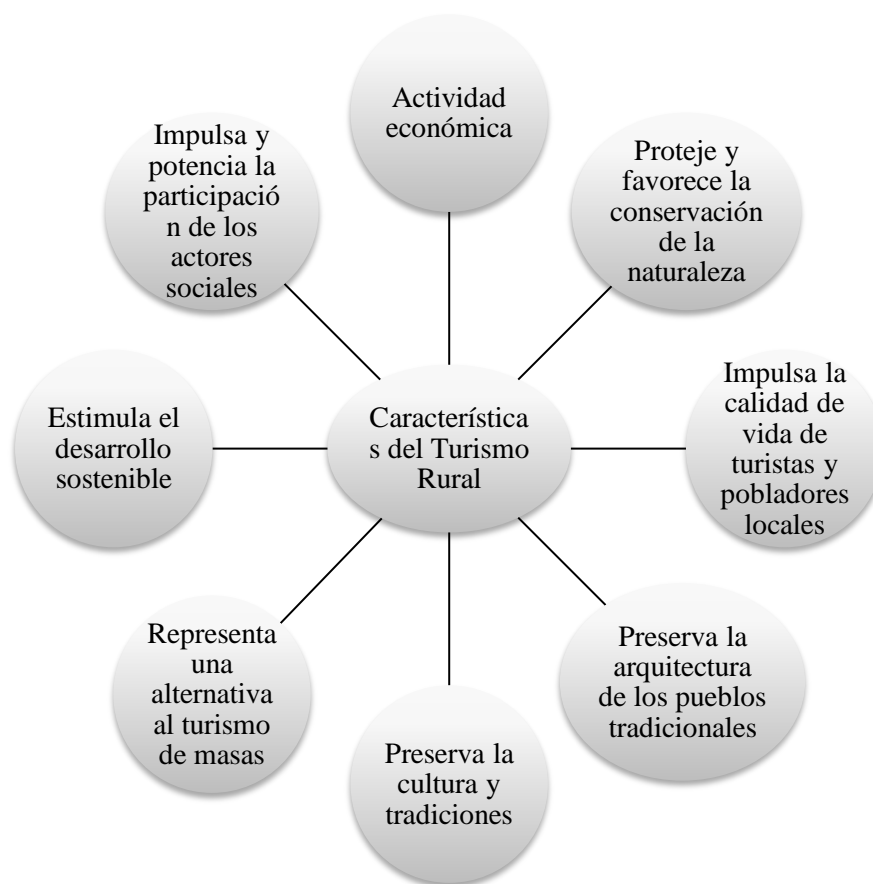 Actividad
económica
Proteje y
favorece la
conservación
de la
naturaleza
Impulsa la
calidad de
vida de
turistas y
pobladores
locales
Preserva la
arquitectura
de los pueblos
tradicionales
Preserva la
cultura y
tradiciones
Representa
una
alternativa
al turismo
de masas
Estimula el
desarrollo
sostenible
Impulsa y
potencia la
participació
n de los
actores
sociales
Característica
s del Turismo
Rural